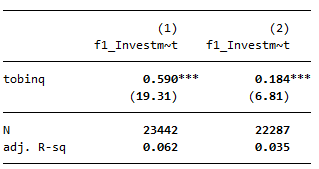 (1) (2)
f1_Investm~t f1_Investm~t
tobinq 0.590*** 0.184***
(19.31) (6.81)
N 23442 22287
adj. R-sq 0.062 0.035